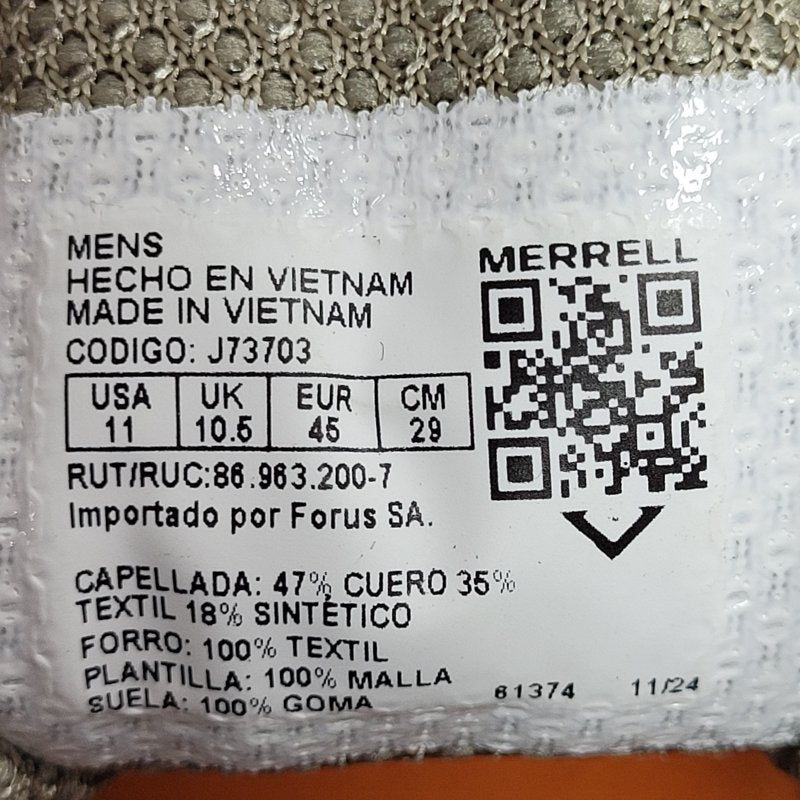 MENS
HECHO EN VIETNAM
MADE IN VIETNAM
CODIGO: J73703
USA UK EUR CM
11 10.5 45 29
RUT/RUC:86.963.200-7
Importado por Forus SA.
CAPELLADA: 47% CUERO 35%
TEXTIL 18% SINTÉTICO
FORRO: 100% TEXTIL
PLANTILLA: 100% MALLA
SUELA: 100% GOMA
MERRELL
61374 11/24